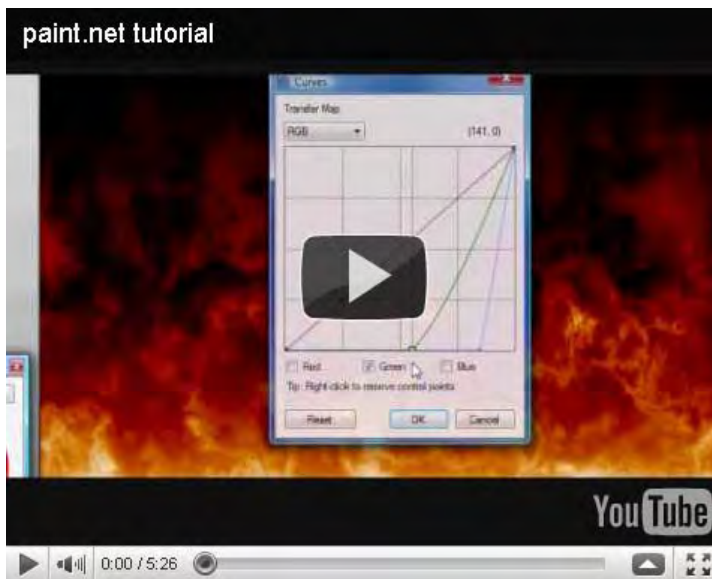 paint.net tutorial
Curves
Transfer Map
RGB
(141, 0)
Red Green Blue
Tip: Right-click to remove control points
Reset OK Cancel
YouTube
0:00 / 5:26